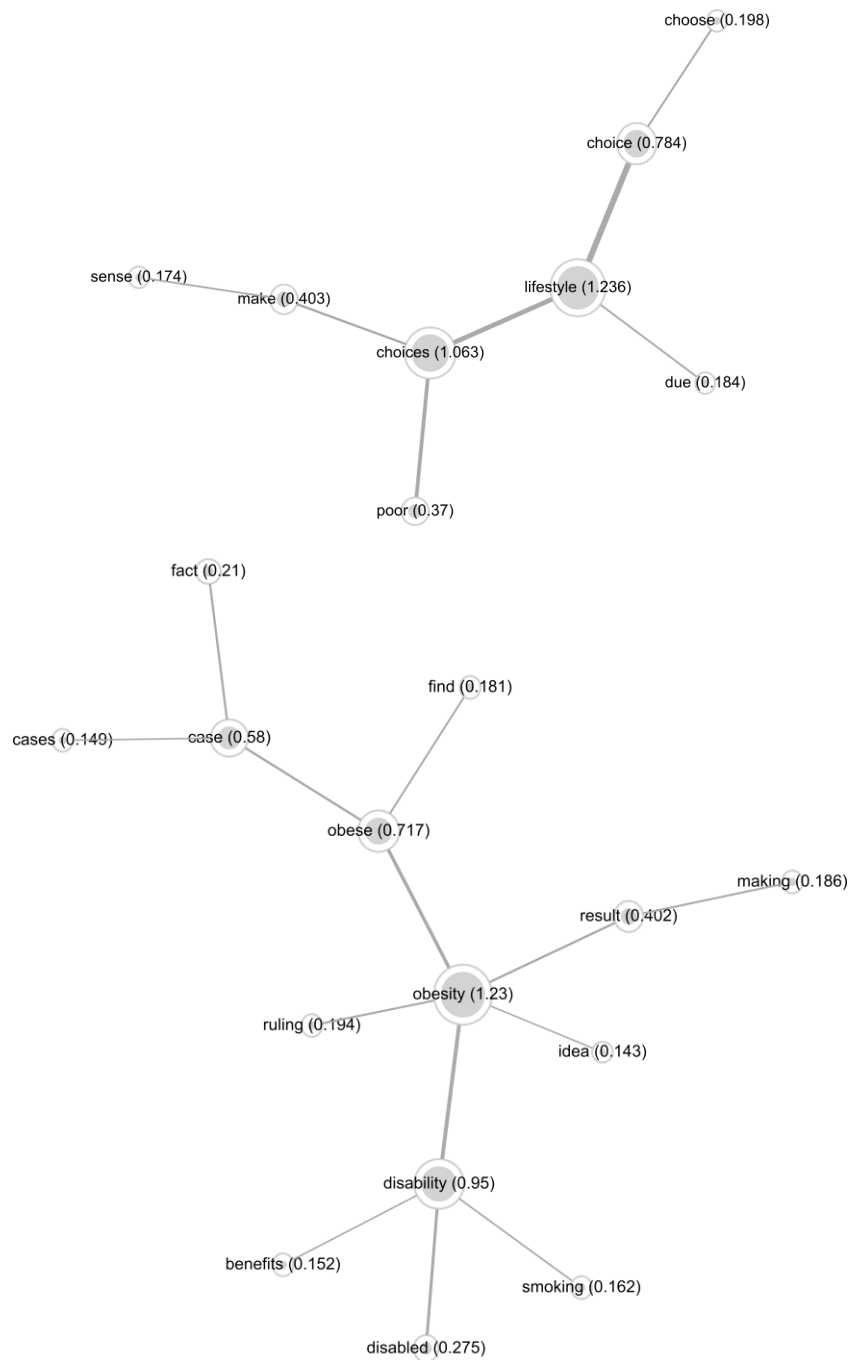 choose (0.198)
choice (0.784)
sense (0.174)
lifestyle (1.236)
make (0.403)
choices (1.063)
due (0.184)
poor (0.37)
fact (0.21)
find (0.181)
cases (0.149)
case (0.58)
obese (0.717)
making (0.186)
result (0.402)
obesity (1.23)
ruling (0.194)
idea (0.143)
disability (0.95)
benefits (0.152)
smoking (0.162)
disabled (0.275)